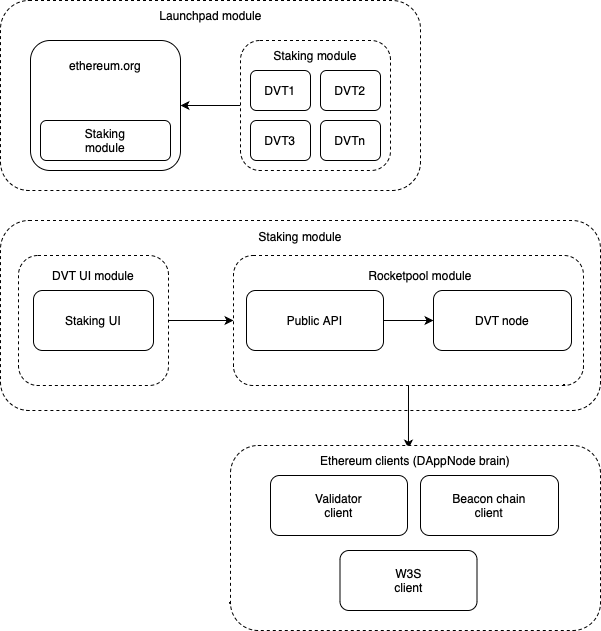 Launchpad module
ethereum.org
Staking
module
Staking module
DVT1
DVT2
DVT3
DVTn
Staking module
DVT UI module
Staking UI
Rocketpool module
Public API
DVT node
Ethereum clients (DAppNode brain)
Validator
client
Beacon chain
client
W3S
client